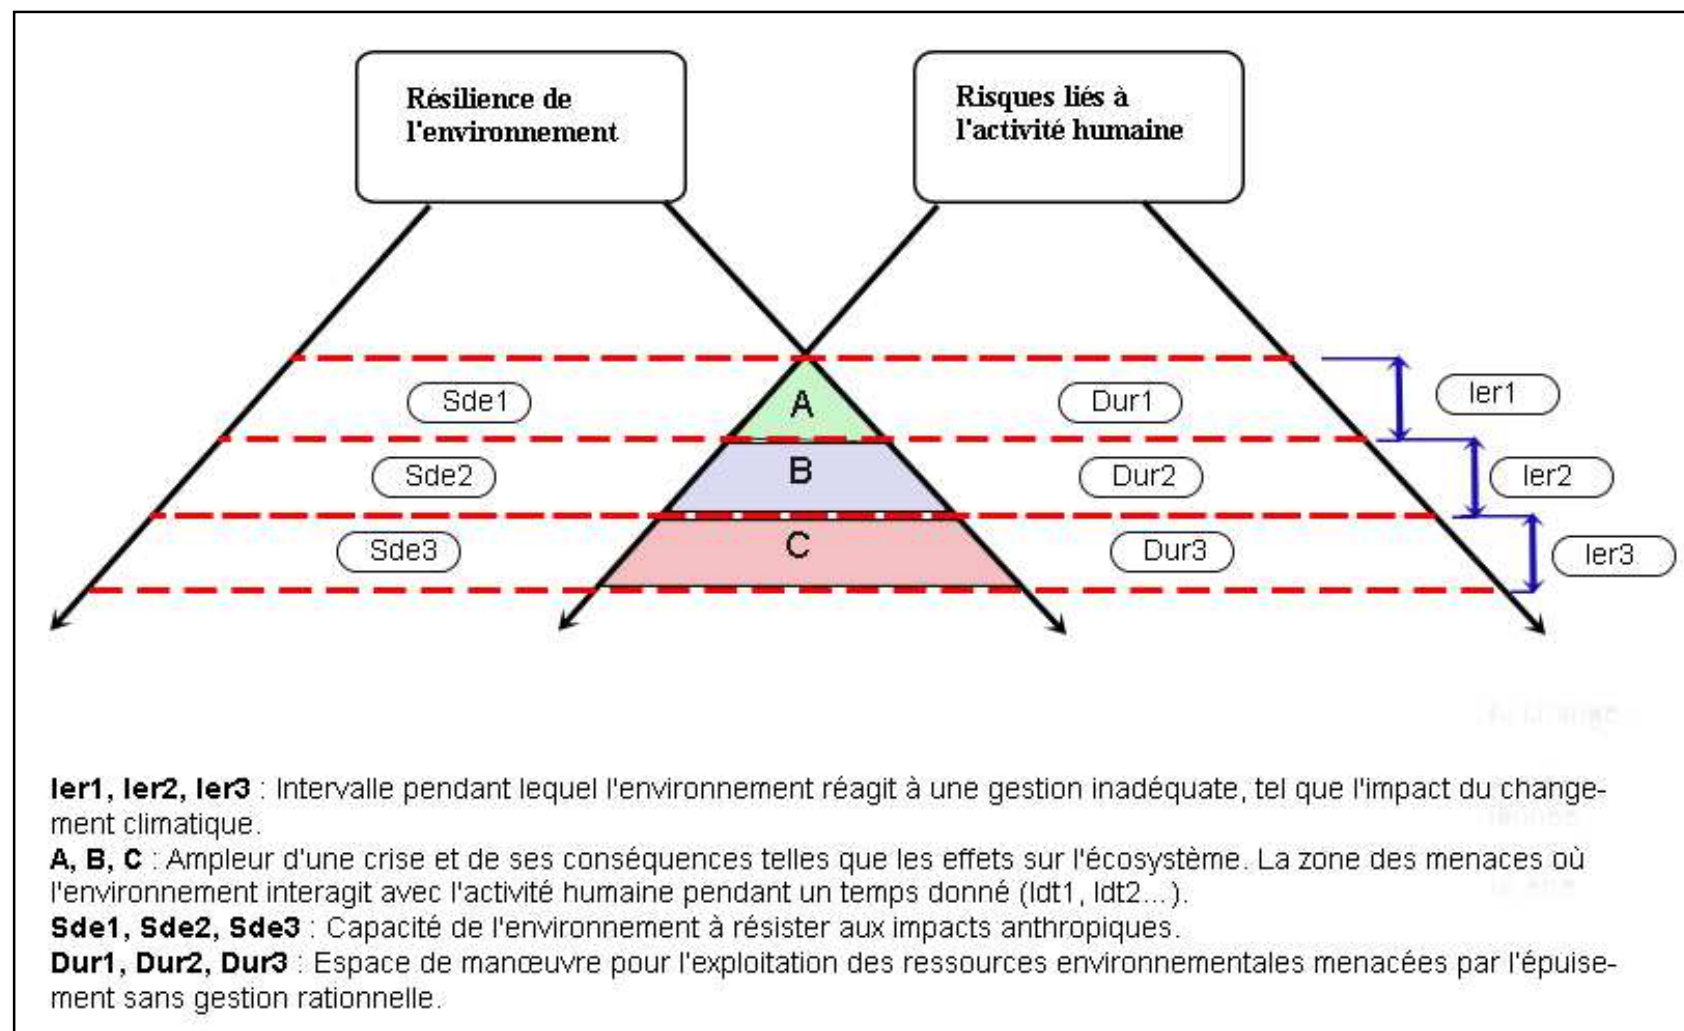 Résilience de
l'environnement
Risques liés à
l'activité humaine
Sde1
A
Dur1
Ier1
Sde2
B
Dur2
Ier2
Sde3
C
Dur3
Ier3
Ier1, Ier2, Ier3 : Intervalle pendant lequel l'environnement réagit à une gestion inadéquate, tel que l'impact du change-
ment climatique.
A, B, C : Ampleur d'une crise et de ses conséquences telles que les effets sur l'écosystème. La zone des menaces où
l'environnement interagit avec l'activité humaine pendant un temps donné (Idt1, Idt2...).
Sde1, Sde2, Sde3 : Capacité de l'environnement à résister aux impacts anthropiques.
Dur1, Dur2, Dur3 : Espace de manœuvre pour l'exploitation des ressources environnementales menacées par l'épuise-
ment sans gestion rationnelle.